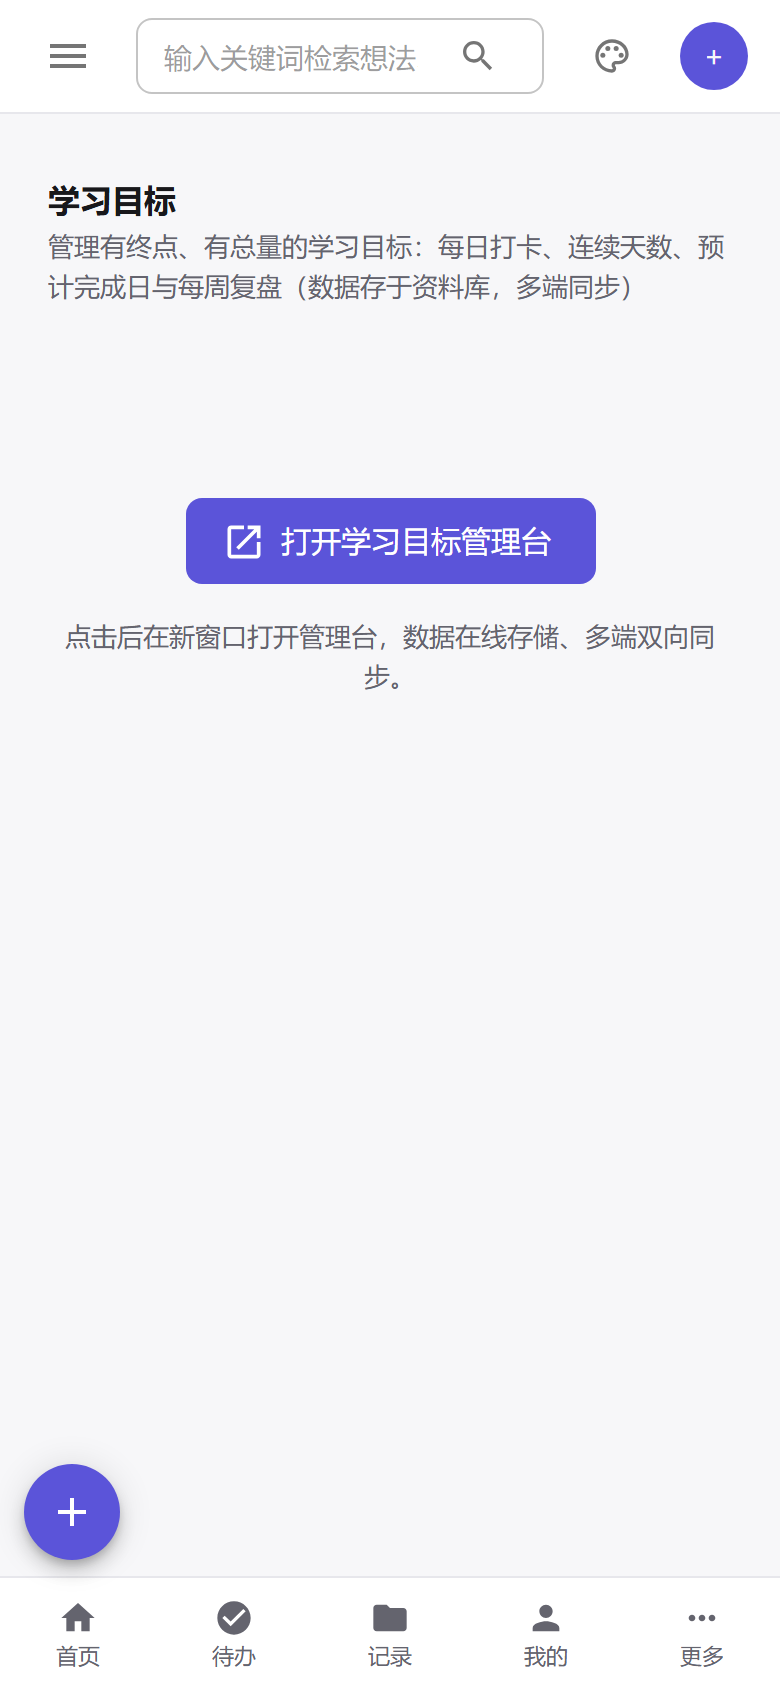 输入关键词检索想法
+
学习目标
管理有终点、有总量的学习目标：每日打卡、连续天数、预
计完成日与每周复盘（数据存于资料库，多端同步）
打开学习目标管理台
点击后在新窗口打开管理台，数据在线存储、多端双向同
步。
首页 待办 记录 我的 更多